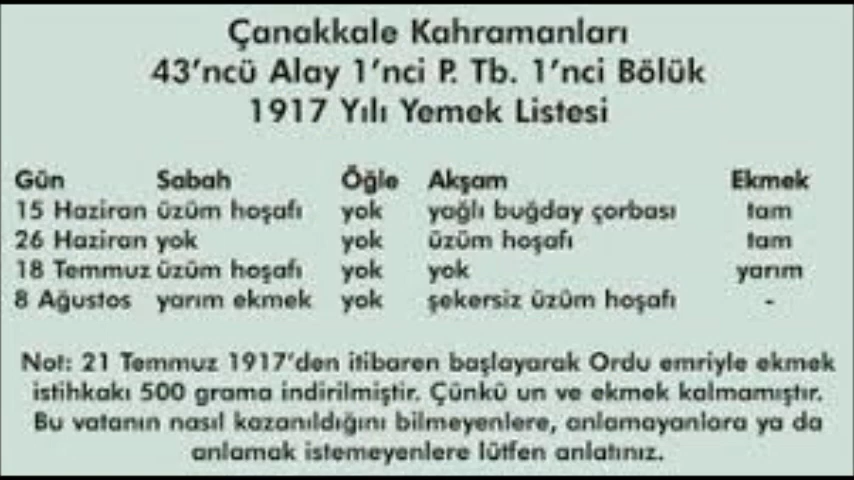 Çanakkale Kahramanları
43'ncü Alay 1'nci P. Tb. 1'nci Bölük
1917 Yılı Yemek Listesi
Gün Sabah Öğle Akşam Ekmek
15 Haziran üzüm hoşafı yok yağlı buğday çorbası tam
26 Haziran yok yok üzüm hoşafı tam
18 Temmuz üzüm hoşafı yok yok yarım
8 Ağustos yarım ekmek yok şekersiz üzüm hoşafı -
Not: 21 Temmuz 1917'den itibaren başlayarak Ordu emriyle ekmek
istihkakı 500 grama indirilmiştir. Çünkü un ve ekmek kalmamıştır.
Bu vatanın nasıl kazanıldığını bilmeyenlere, anlamayanlora ya da
anlamak istemeyenlere lütfen anlatınız.